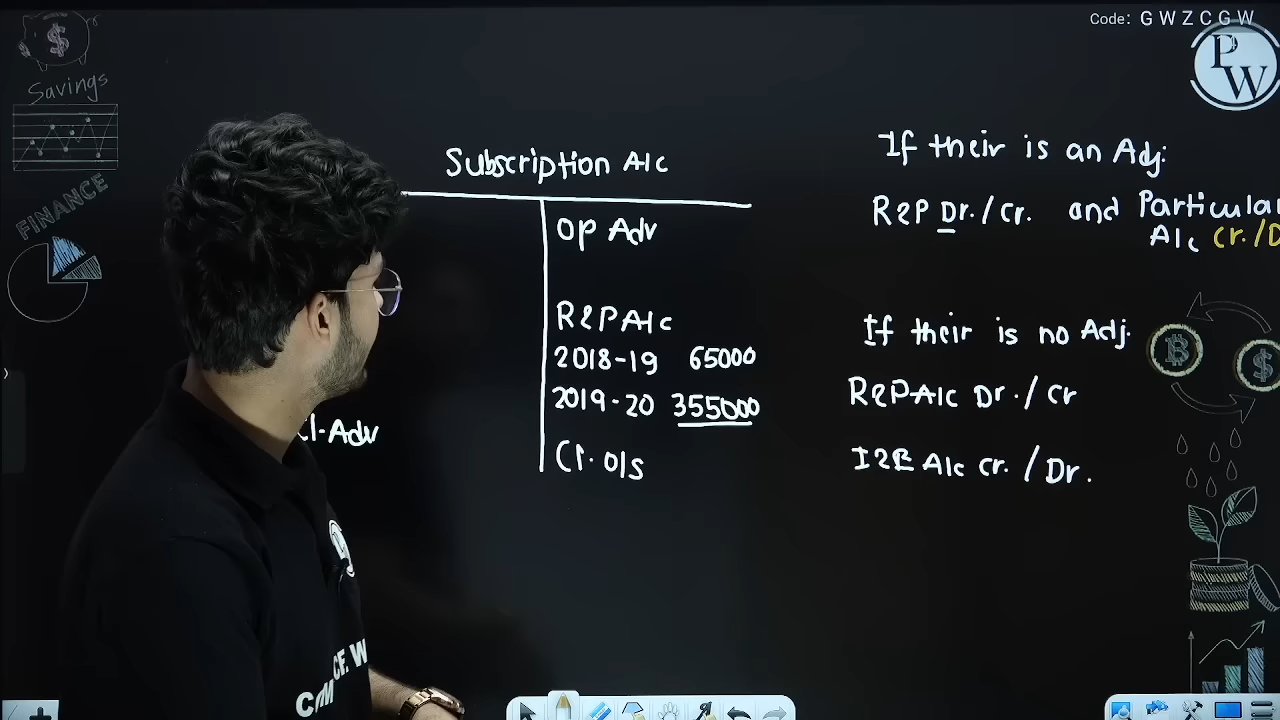 Code: G W Z C G W
PW
Savings
FINANCE
Subscription A/c
Op Adv
R&P A/c
2018-19 65000
2019-20 355000
Cl. Adv
Cl. O/S
If their is an Adj:
R&P Dr./Cr. and Particular
A/c Cr./D
If their is no Adj.
R&P A/c Dr./Cr
I&E A/c Cr./Dr.